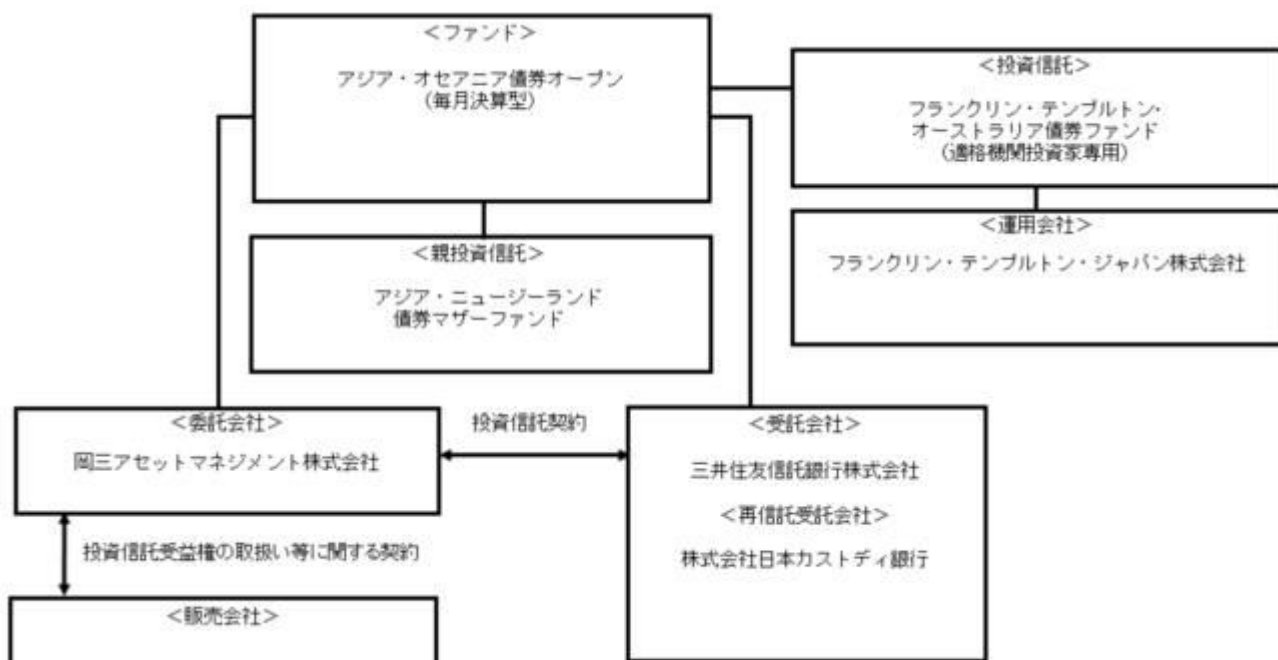 ＜ファンド＞
アジア・オセアニア債券オープン
（毎月決算型）
＜投資信託＞
フランクリン・テンプルトン・
オーストラリア債券ファンド
（適格機関投資家専用）
＜運用会社＞
フランクリン・テンプルトン・ジャパン株式会社
＜親投資信託＞
アジア・ニュージーランド
債券マザーファンド
＜委託会社＞
岡三アセットマネジメント株式会社
投資信託契約
＜受託会社＞
三井住友信託銀行株式会社
＜再信託受託会社＞
株式会社日本カストディ銀行
投資信託受益権の取扱い等に関する契約
＜販売会社＞